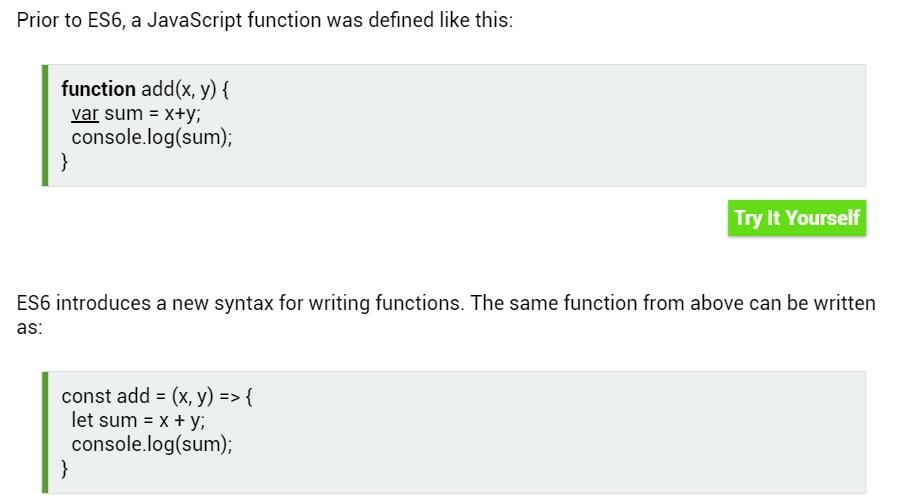 Prior to ES6, a JavaScript function was defined like this:
function add(x, y) {
var sum = x+y;
console.log(sum);
}
Try It Yourself
ES6 introduces a new syntax for writing functions. The same function from above can be written
as:
const add = (x, y) => {
let sum = x + y;
console.log(sum);
}